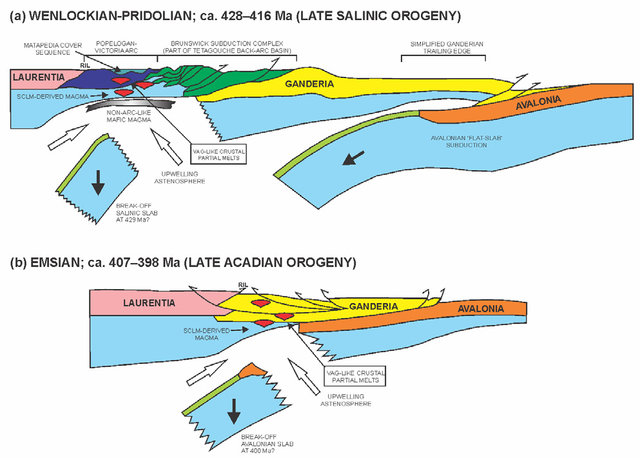 (a) WENLOCKIAN-PRIDOLIAN; ca. 428–416 Ma (LATE SALINIC OROGENY)
MATAPEDIA COVER
SEQUENCE
POPELOGAN-
VICTORIA ARC
BRUNSWICK SUBDUCTION COMPLEX
(PART OF TETAGOUCHE BACK-ARC BASIN)
SIMPLIFIED GANDERIAN
TRAILING EDGE
RIL
LAURENTIA
GANDERIA
AVALONIA
SCLM-DERIVED MAGMA
NON-ARC-LIKE
MAFIC MAGMA
VAG-LIKE CRUSTAL
PARTIAL MELTS
AVALONIAN 'FLAT-SLAB'
SUBDUCTION
UPWELLING
ASTENOSPHERE
BREAK-OFF
SALINIC SLAB
AT 429 MA?
(b) EMSIAN; ca. 407–398 Ma (LATE ACADIAN OROGENY)
RIL
LAURENTIA
GANDERIA
AVALONIA
SCLM-DERIVED
MAGMA
VAG-LIKE CRUSTAL
PARTIAL MELTS
UPWELLING
ASTENOSPHERE
BREAK-OFF
AVALONIAN SLAB
AT 400 MA?